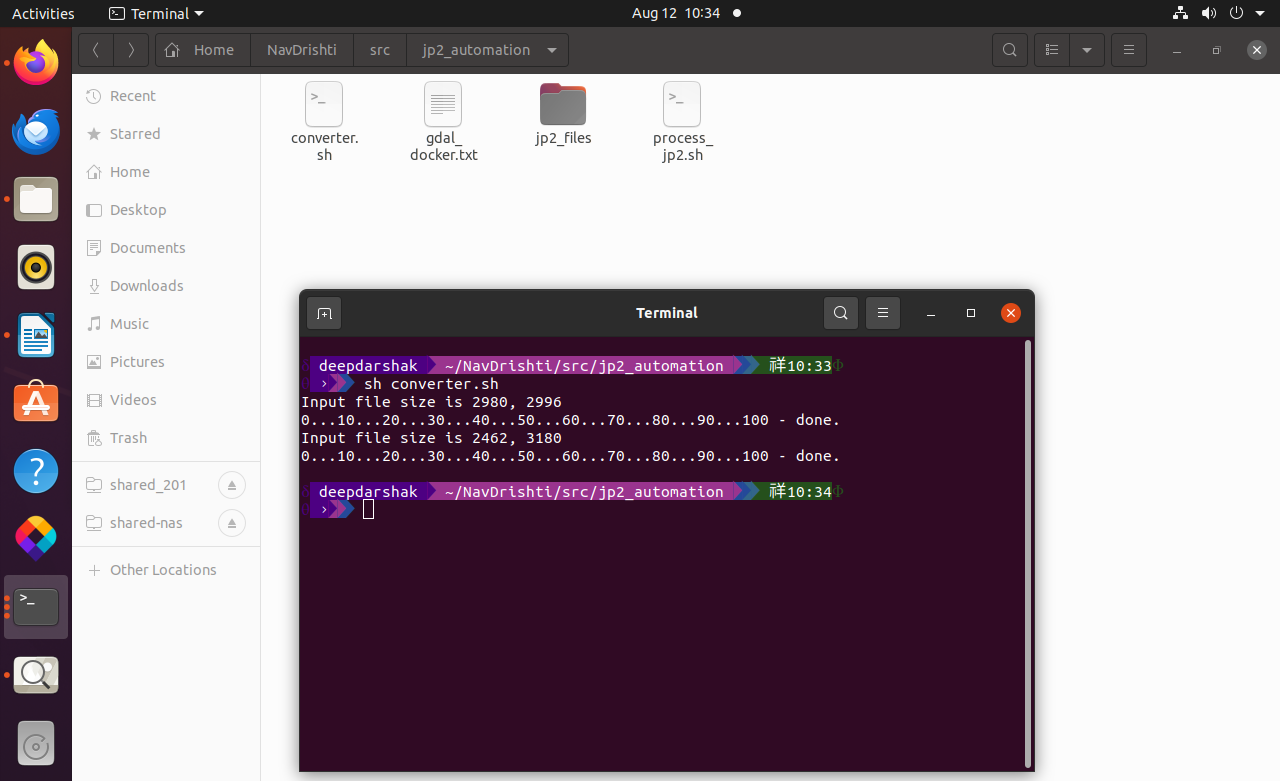 Activities
Terminal
Aug 12 10:34
Home
NavDrishti
src
jp2_automation
Recent
Starred
Home
Desktop
Documents
Downloads
Music
Pictures
Videos
Trash
shared_201
shared-nas
Other Locations
converter.
sh
gdal_
docker.txt
jp2_files
process_
jp2.sh
Terminal
deepdarshak ~/NavDrishti/src/jp2_automation 祥10:33
› sh converter.sh
Input file size is 2980, 2996
0...10...20...30...40...50...60...70...80...90...100 - done.
Input file size is 2462, 3180
0...10...20...30...40...50...60...70...80...90...100 - done.
deepdarshak ~/NavDrishti/src/jp2_automation 祥10:34
›